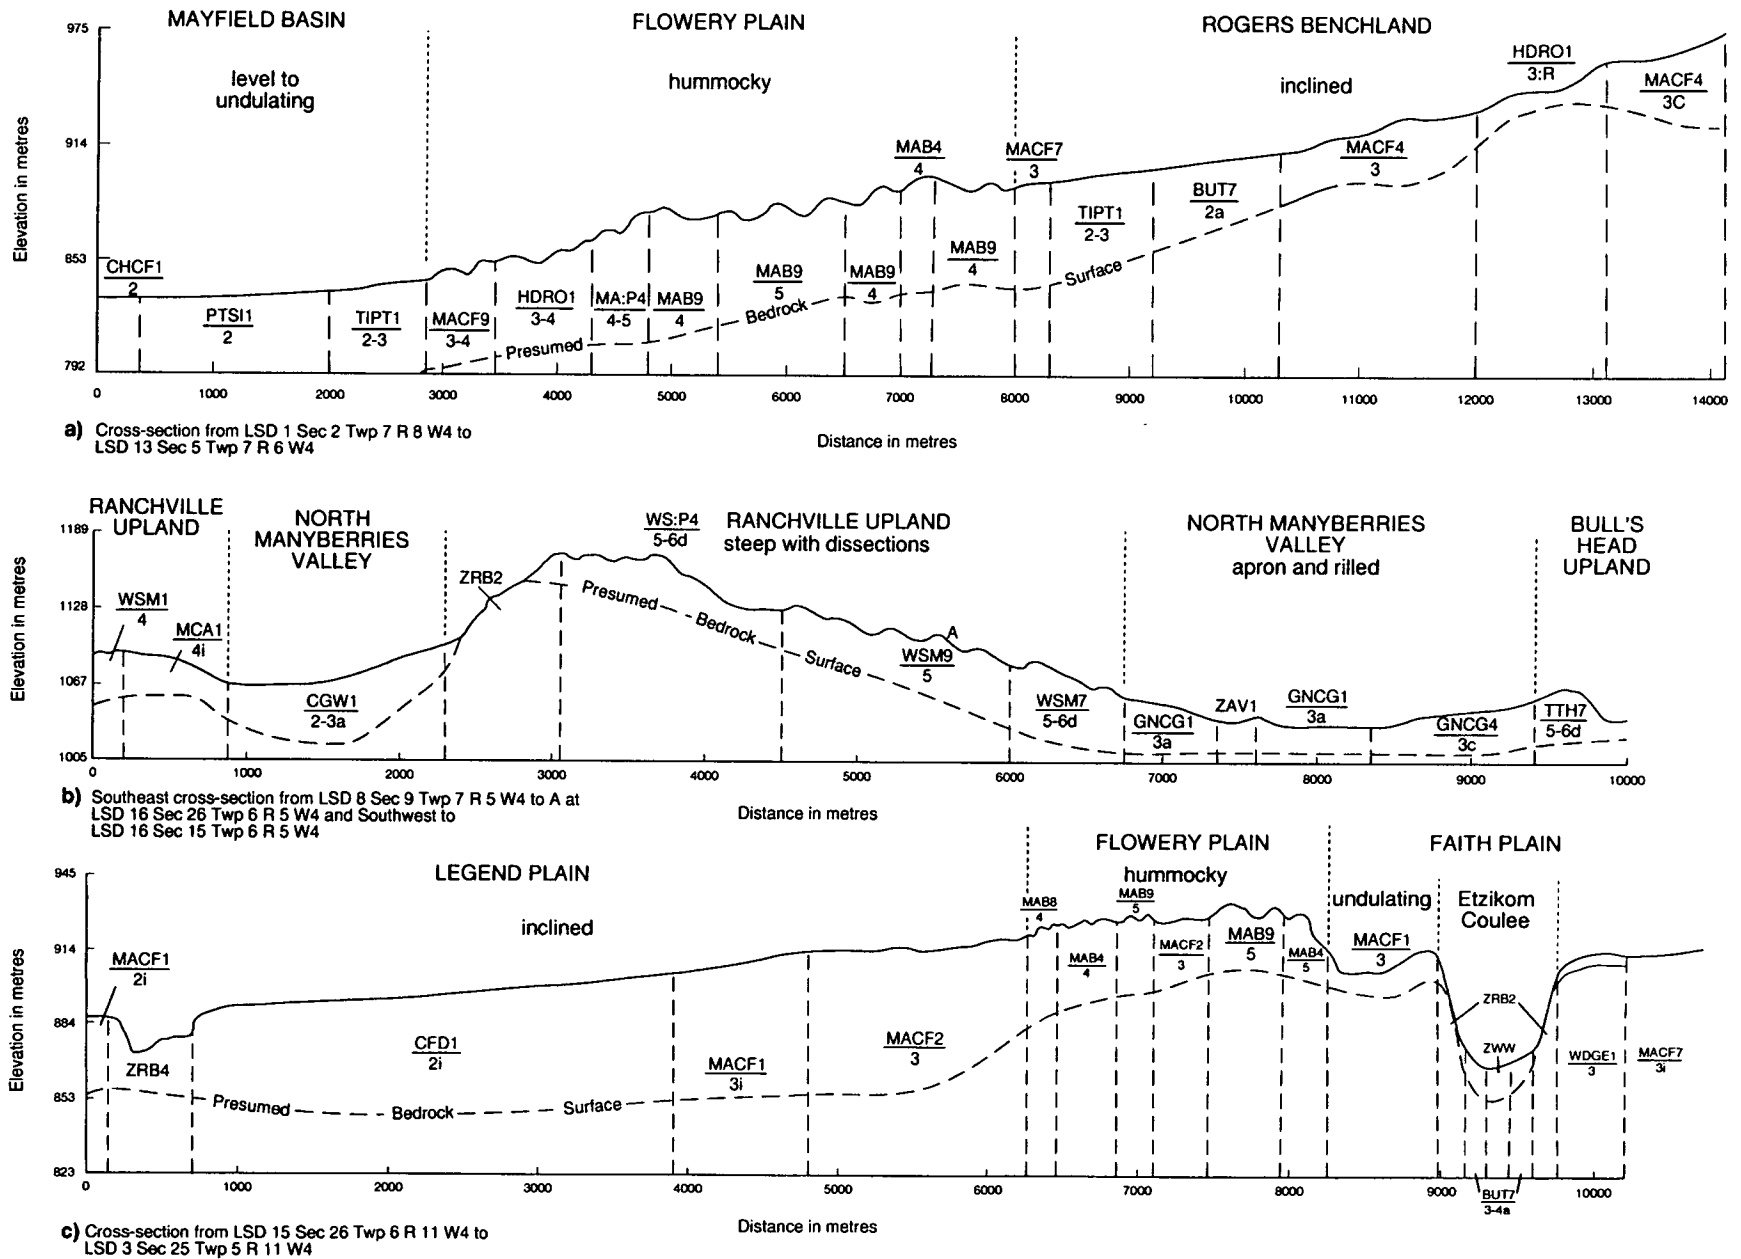 MAYFIELD BASIN
FLOWERY PLAIN
ROGERS BENCHLAND
level to
undulating
hummocky
inclined
Elevation in metres
975
914
853
792
CHCF1
2
PTSI1
2
TIPT1
2-3
MACF9
3-4
HDRO1
3-4
MA:P4
4-5
MAB9
4
MAB9
5
MAB9
4
MAB4
4
MAB9
4
MACF7
3
TIPT1
2-3
BUT7
2a
MACF4
3
HDRO1
3:R
MACF4
3C
Presumed
Bedrock
Surface
0 1000 2000 3000 4000 5000 6000 7000 8000 9000 10000 11000 12000 13000 14000
Distance in metres
a) Cross-section from LSD 1 Sec 2 Twp 7 R 8 W4 to
LSD 13 Sec 5 Twp 7 R 6 W4
RANCHVILLE
UPLAND
NORTH
MANYBERRIES
VALLEY
RANCHVILLE UPLAND
steep with dissections
NORTH MANYBERRIES
VALLEY
apron and rilled
BULL'S
HEAD
UPLAND
Elevation in metres
1189
1128
1067
1005
WSM1
4
MCA1
4i
CGW1
2-3a
ZRB2
WS:P4
5-6d
A
WSM9
5
WSM7
5-6d
GNCG1
3a
ZAV1
GNCG1
3a
GNCG4
3c
TTH7
5-6d
Presumed
Bedrock
Surface
0 1000 2000 3000 4000 5000 6000 7000 8000 9000 10000
Distance in metres
b) Southeast cross-section from LSD 8 Sec 9 Twp 7 R 5 W4 to A at
LSD 16 Sec 26 Twp 6 R 5 W4 and Southwest to
LSD 16 Sec 15 Twp 6 R 5 W4
LEGEND PLAIN
inclined
FLOWERY PLAIN
hummocky
FAITH PLAIN
undulating
Etzikom
Coulee
Elevation in metres
945
914
884
853
823
MACF1
2i
ZRB4
CFD1
2i
MACF1
3i
MACF2
3
MAB8
4
MAB4
4
MAB9
5
MACF2
3
MAB9
5
MAB4
5
MACF1
3
ZRB2
ZWW
BUT7
3-4a
WDGE1
3
MACF7
3i
Presumed
Bedrock
Surface
0 1000 2000 3000 4000 5000 6000 7000 8000 9000 10000
Distance in metres
c) Cross-section from LSD 15 Sec 26 Twp 6 R 11 W4 to
LSD 3 Sec 25 Twp 5 R 11 W4